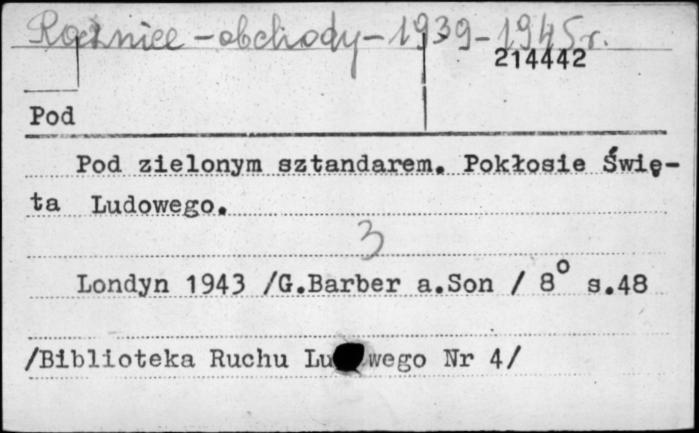 Rocznice - obchody - 1939 - 1945 r.
214442
Pod
Pod zielonym sztandarem. Pokłosie Świę-
ta Ludowego.
3
Londyn 1943 /G.Barber a.Son / 8° s.48
/Biblioteka Ruchu Lu wego Nr 4/